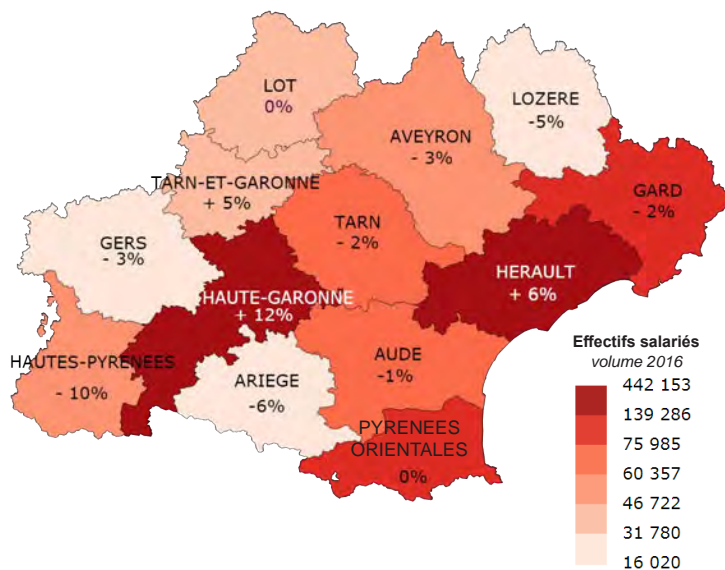 LOT
0%
LOZERE
-5%
AVEYRON
- 3%
TARN-ET-GARONNE
+ 5%
GARD
- 2%
TARN
- 2%
GERS
- 3%
HERAULT
+ 6%
HAUTE-GARONNE
+ 12%
HAUTES-PYRENEES
- 10%
AUDE
-1%
ARIEGE
-6%
PYRENEES
ORIENTALES
0%
Effectifs salariés
volume 2016
442 153
139 286
75 985
60 357
46 722
31 780
16 020